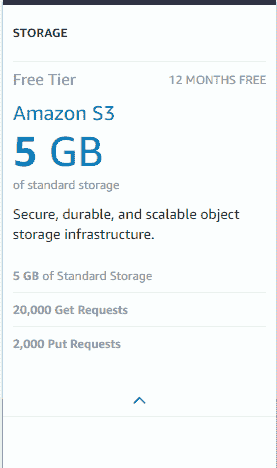 STORAGE
Free Tier 12 MONTHS FREE
Amazon S3
5 GB
of standard storage
Secure, durable, and scalable object
storage infrastructure.
5 GB of Standard Storage
20,000 Get Requests
2,000 Put Requests